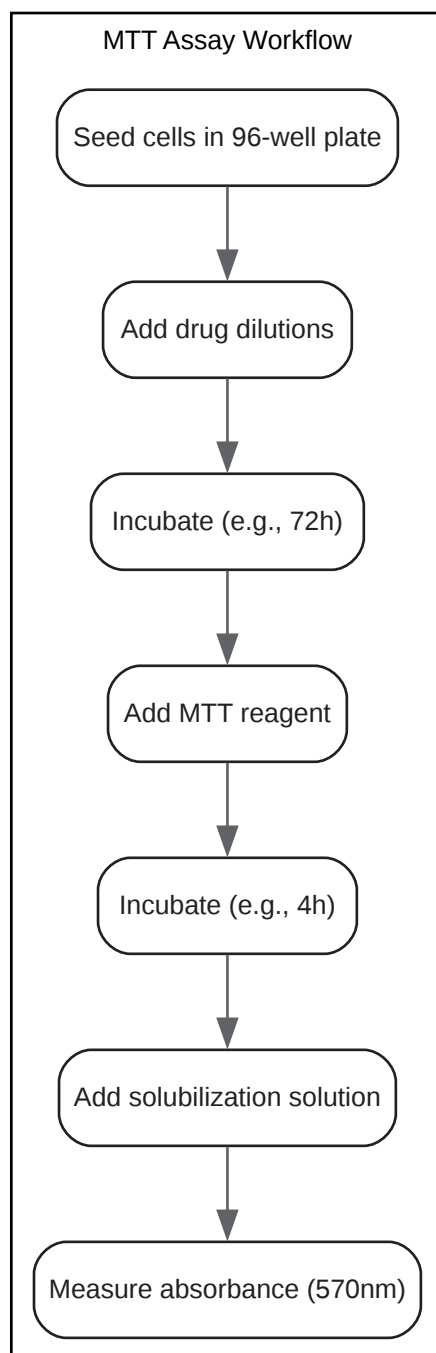 MTT Assay Workflow
Seed cells in 96-well plate
Add drug dilutions
Incubate (e.g., 72h)
Add MTT reagent
Incubate (e.g., 4h)
Add solubilization solution
Measure absorbance (570nm)